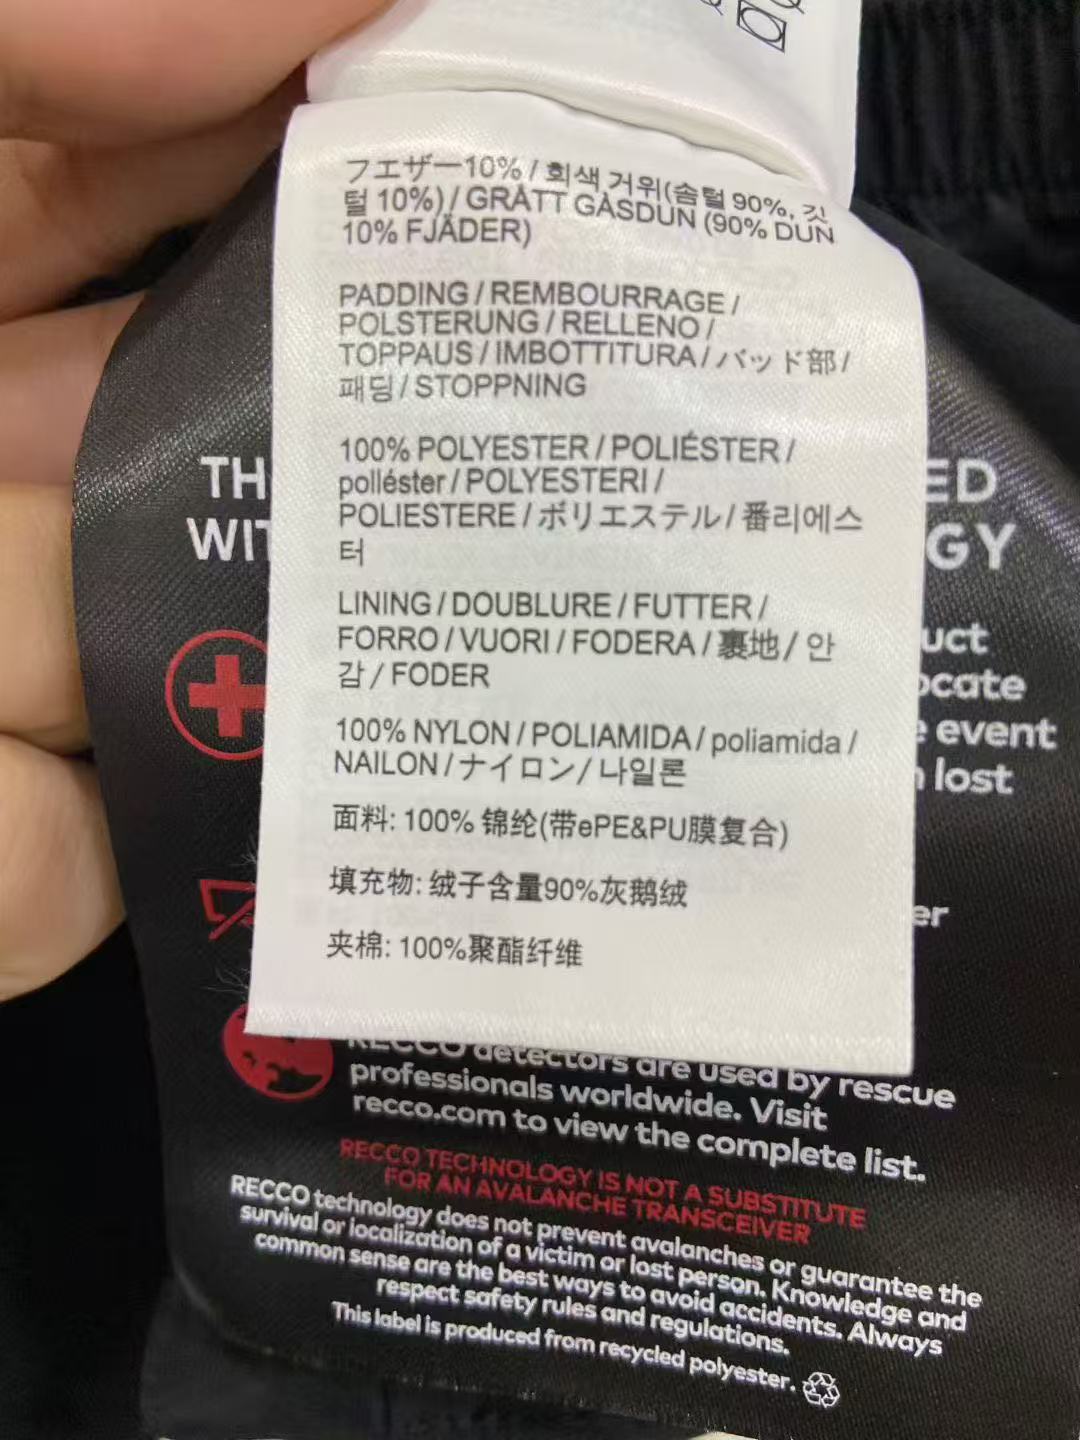 フエザー10% / 회색 거위(솜털 90%, 깃
털 10%) / GRÅTT GÅSDUN (90% DUN
10% FJÄDER)
PADDING / REMBOURRAGE /
POLSTERUNG / RELLENO /
TOPPAUS / IMBOTTITURA / バッド部 /
패딩 / STOPPNING
100% POLYESTER / POLIÉSTER /
poliéster / POLYESTERI /
POLIESTERE / ポリエステル / 番리에스
터
LINING / DOUBLURE / FUTTER /
FORRO / VUORI / FODERA / 裏地 / 안
감 / FODER
100% NYLON / POLIAMIDA / poliamida /
NAILON / ナイロン / 나일론
面料: 100% 锦纶(带ePE&PU膜复合)
填充物: 绒子含量90%灰鹅绒
夹棉: 100%聚酯纤维
TH
ED
WIT
GY
uct
ocate
e event
n lost
er
RECCO detectors are used by rescue
professionals worldwide. Visit
recco.com to view the complete list.
RECCO TECHNOLOGY IS NOT A SUBSTITUTE
FOR AN AVALANCHE TRANSCEIVER
RECCO technology does not prevent avalanches or guarantee the
survival or localization of a victim or lost person. Knowledge and
common sense are the best ways to avoid accidents. Always
respect safety rules and regulations.
This label is produced from recycled polyester.